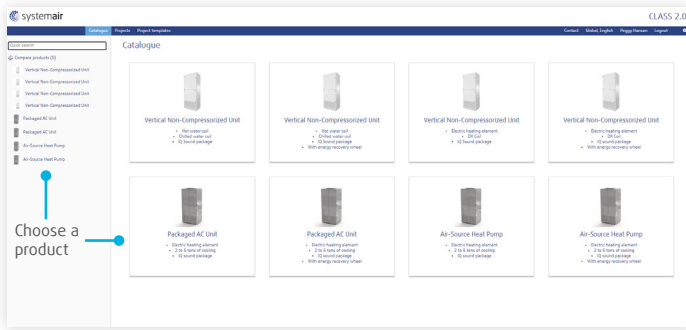 systemair
CLASS 2.0
Catalogue Projects Project templates
Contact Global, English Peggy Hansen Logout
Quick search
Compare products (0)
Vertical Non-Compressorized Unit
Vertical Non-Compressorized Unit
Vertical Non-Compressorized Unit
Vertical Non-Compressorized Unit
Packaged AC Unit
Packaged AC Unit
Air-Source Heat Pump
Air-Source Heat Pump
Choose a
product
Catalogue
Vertical Non-Compressorized Unit
• Hot water coil
• Chilled water coil
• IQ Sound package
Vertical Non-Compressorized Unit
• Hot water coil
• Chilled water coil
• IQ Sound package
• With energy recovery wheel
Vertical Non-Compressorized Unit
• Electric heating element
• DX Coil
• IQ sound package
Vertical Non-Compressorized Unit
• Electric heating element
• DX Coil
• IQ sound package
• With energy recovery wheel
Packaged AC Unit
• Electric heating element
• 2 to 5 tons of cooling
• IQ sound package
Packaged AC Unit
• Electric heating element
• 2 to 5 tons of cooling
• IQ sound package
• With energy recovery wheel
Air-Source Heat Pump
• Electric heating element
• 2 to 5 tons of cooling
• IQ sound package
Air-Source Heat Pump
• Electric heating element
• 2 to 5 tons of cooling
• IQ sound package
• With energy recovery wheel